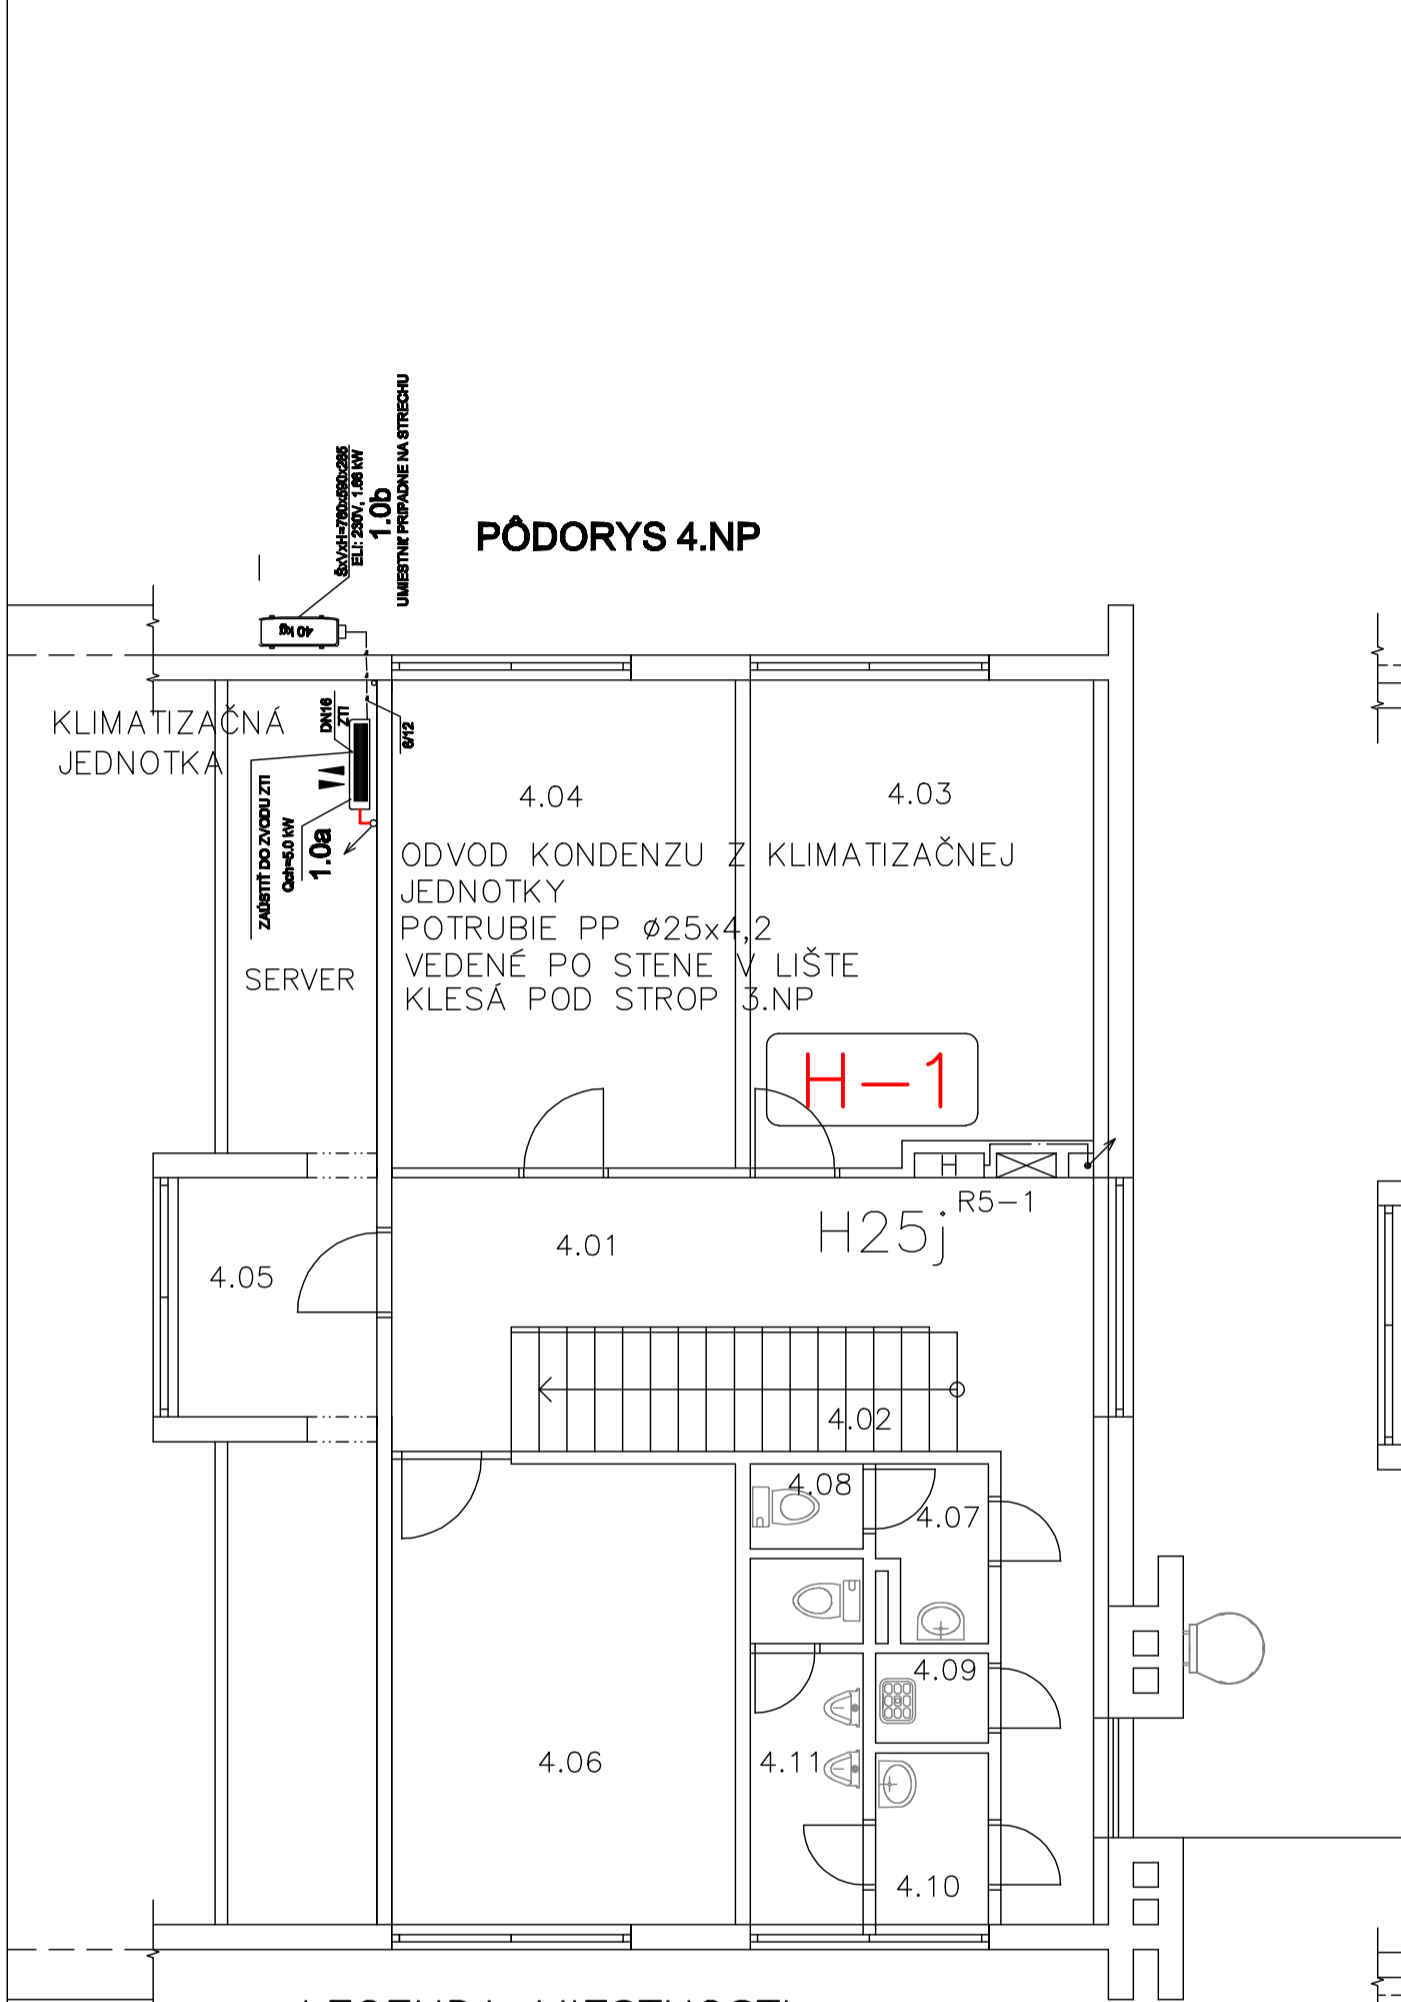 ŠxVxH=760x590x285
ELI: 230V, 1.66 kW
1.0b
UMIESTNIŤ PRÍPADNE NA STRECHU
PÔDORYS 4.NP
40 kg
KLIMATIZAČNÁ
JEDNOTKA
DN16
ZTI
6/12
ZAÚSTIŤ DO ZVODU ZTI
Qch=5.0 kW
1.0a
4.04
4.03
ODVOD KONDENZU Z KLIMATIZAČNEJ
JEDNOTKY
POTRUBIE PP ø25x4,2
VEDENÉ PO STENE V LIŠTE
KLESÁ POD STROP 3.NP
SERVER
H-1
H
R5-1
H25j
4.01
4.05
4.02
4.08
4.07
4.09
4.06
4.11
4.10